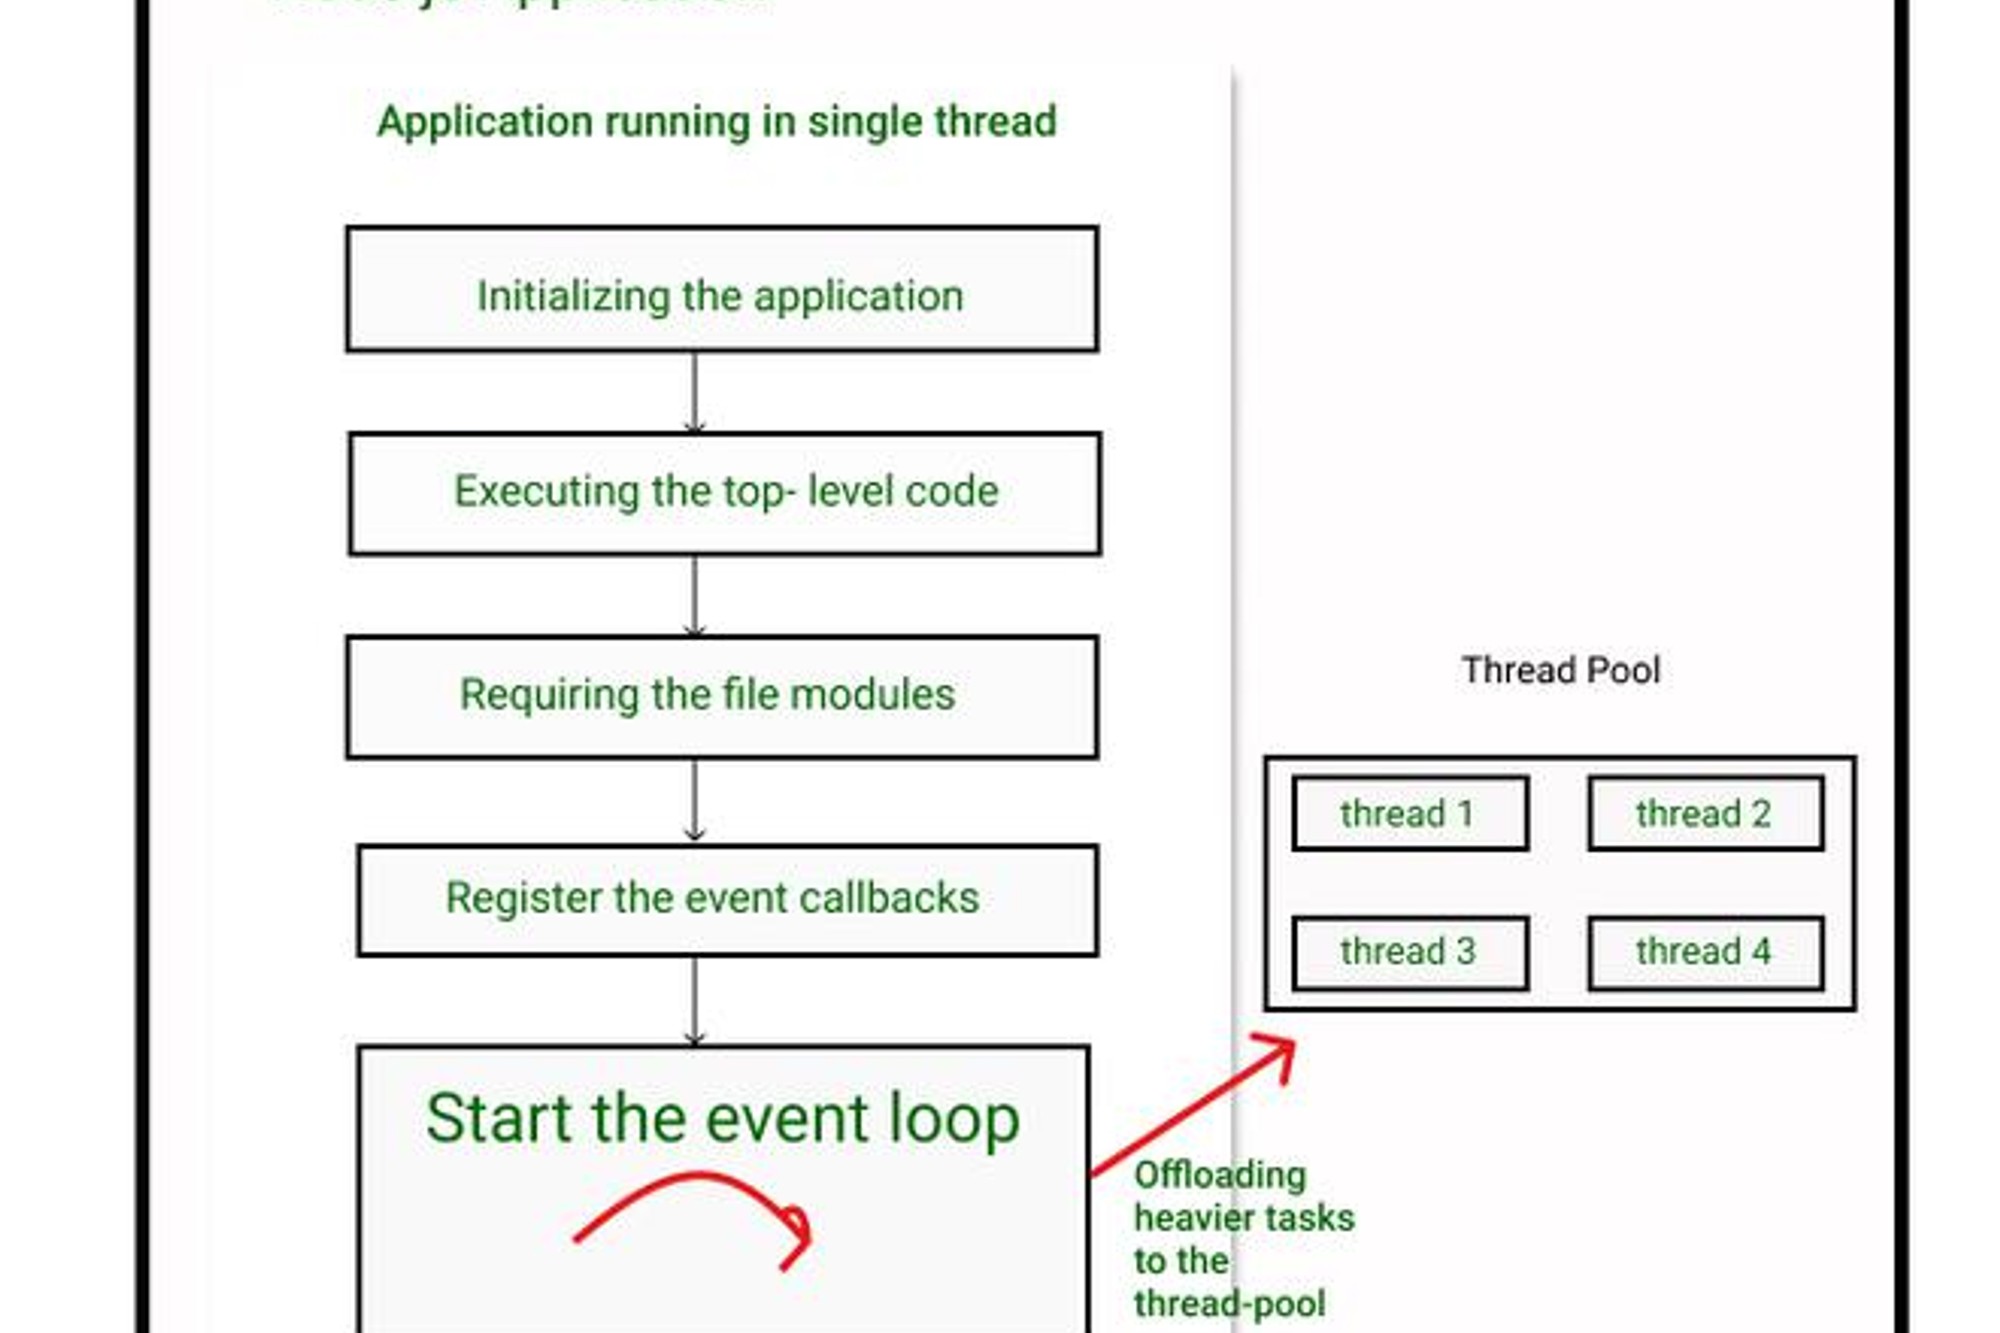 Application running in single thread
Initializing the application
Executing the top- level code
Requiring the file modules
Register the event callbacks
Start the event loop
Thread Pool
thread 1
thread 2
thread 3
thread 4
Offloading
heavier tasks
to the
thread-pool